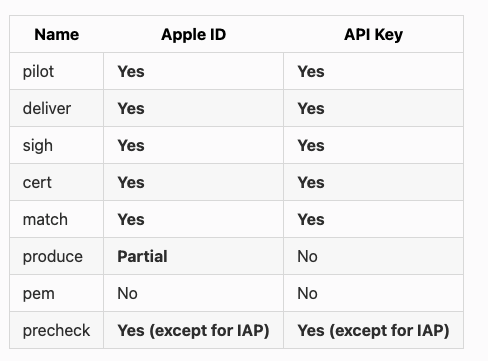 Name Apple ID API Key
pilot Yes Yes
deliver Yes Yes
sigh Yes Yes
cert Yes Yes
match Yes Yes
produce Partial No
pem No No
precheck Yes (except for IAP) Yes (except for IAP)